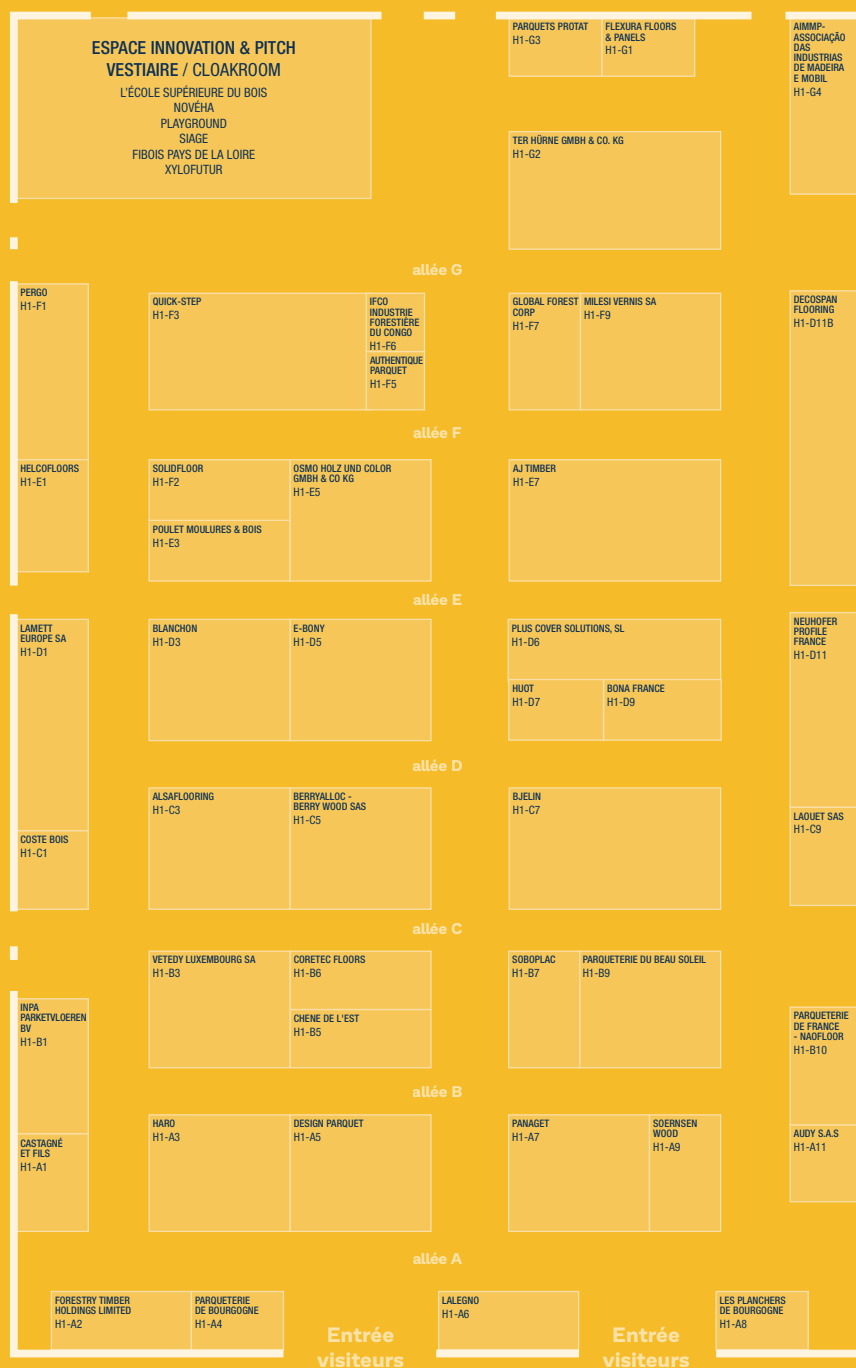 ESPACE INNOVATION & PITCH
VESTIAIRE / CLOAKROOM
L'ÉCOLE SUPÉRIEURE DU BOIS
NOVÉHA
PLAYGROUND
SIAGE
FIBOIS PAYS DE LA LOIRE
XYLOFUTUR
PARQUETS PROTAT
H1-G3
FLEXURA FLOORS
& PANELS
H1-G1
AIMMP-
ASSOCIAÇÃO
DAS
INDUSTRIAS
DE MADEIRA
E MOBIL
H1-G4
TER HÜRNE GMBH & CO. KG
H1-G2
allée G
PERGO
H1-F1
QUICK-STEP
H1-F3
IFCO
INDUSTRIE
FORESTIÈRE
DU CONGO
H1-F6
AUTHENTIQUE
PARQUET
H1-F5
GLOBAL FOREST
CORP
H1-F7
MILESI VERNIS SA
H1-F9
DECOSPAN
FLOORING
H1-D11B
allée F
HELCOFLOORS
H1-E1
SOLIDFLOOR
H1-F2
POULET MOULURES & BOIS
H1-E3
OSMO HOLZ UND COLOR
GMBH & CO KG
H1-E5
AJ TIMBER
H1-E7
allée E
LAMETT
EUROPE SA
H1-D1
BLANCHON
H1-D3
E-BONY
H1-D5
PLUS COVER SOLUTIONS, SL
H1-D6
HUOT
H1-D7
BONA FRANCE
H1-D9
NEUHOFER
PROFILE
FRANCE
H1-D11
allée D
COSTE BOIS
H1-C1
ALSAFLOORING
H1-C3
BERRYALLOC -
BERRY WOOD SAS
H1-C5
BJELIN
H1-C7
LAOUET SAS
H1-C9
allée C
INPA
PARKETVLOEREN
BV
H1-B1
VETEDY LUXEMBOURG SA
H1-B3
CORETEC FLOORS
H1-B6
CHENE DE L'EST
H1-B5
SOBOPLAC
H1-B7
PARQUETERIE DU BEAU SOLEIL
H1-B9
PARQUETERIE
DE FRANCE
- NAOFLOOR
H1-B10
allée B
CASTAGNÉ
ET FILS
H1-A1
HARO
H1-A3
DESIGN PARQUET
H1-A5
PANAGET
H1-A7
SOERNSEN
WOOD
H1-A9
AUDY S.A.S
H1-A11
allée A
FORESTRY TIMBER
HOLDINGS LIMITED
H1-A2
PARQUETERIE
DE BOURGOGNE
H1-A4
Entrée
visiteurs
LALEGNO
H1-A6
Entrée
visiteurs
LES PLANCHERS
DE BOURGOGNE
H1-A8